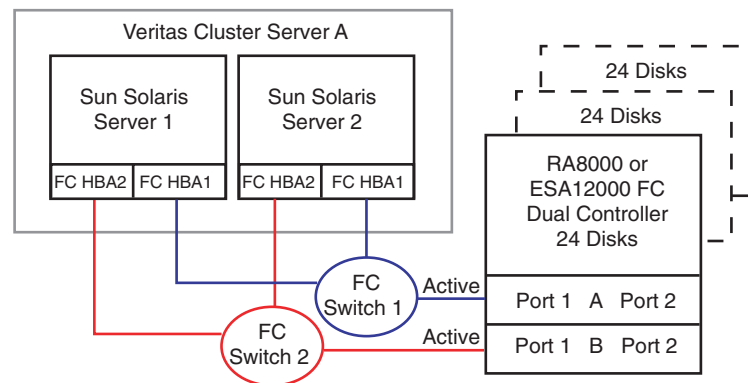 Veritas Cluster Server A
Sun Solaris
Server 1
Sun Solaris
Server 2
FC HBA2
FC HBA1
FC HBA2
FC HBA1
24 Disks
24 Disks
RA8000 or
ESA12000 FC
Dual Controller
24 Disks
FC
Switch 1
Active
Port 1 A Port 2
FC
Switch 2
Active
Port 1 B Port 2